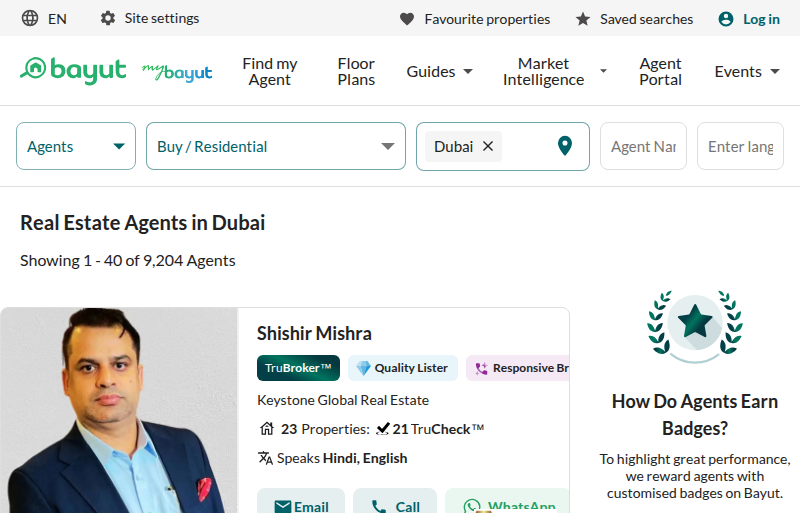 EN
Site settings
Favourite properties
Saved searches
Log in
bayut
my bayut
Find my
Agent
Floor
Plans
Guides
Market
Intelligence
Agent
Portal
Events
Agents
Buy / Residential
Dubai
Agent Nar
Enter lang
Real Estate Agents in Dubai
Showing 1 - 40 of 9,204 Agents
Shishir Mishra
TruBroker™
Quality Lister
Responsive Br
Keystone Global Real Estate
23 Properties: 21 TruCheck™
Speaks Hindi, English
Email
Call
WhatsApp
How Do Agents Earn
Badges?
To highlight great performance,
we reward agents with
customised badges on Bayut.